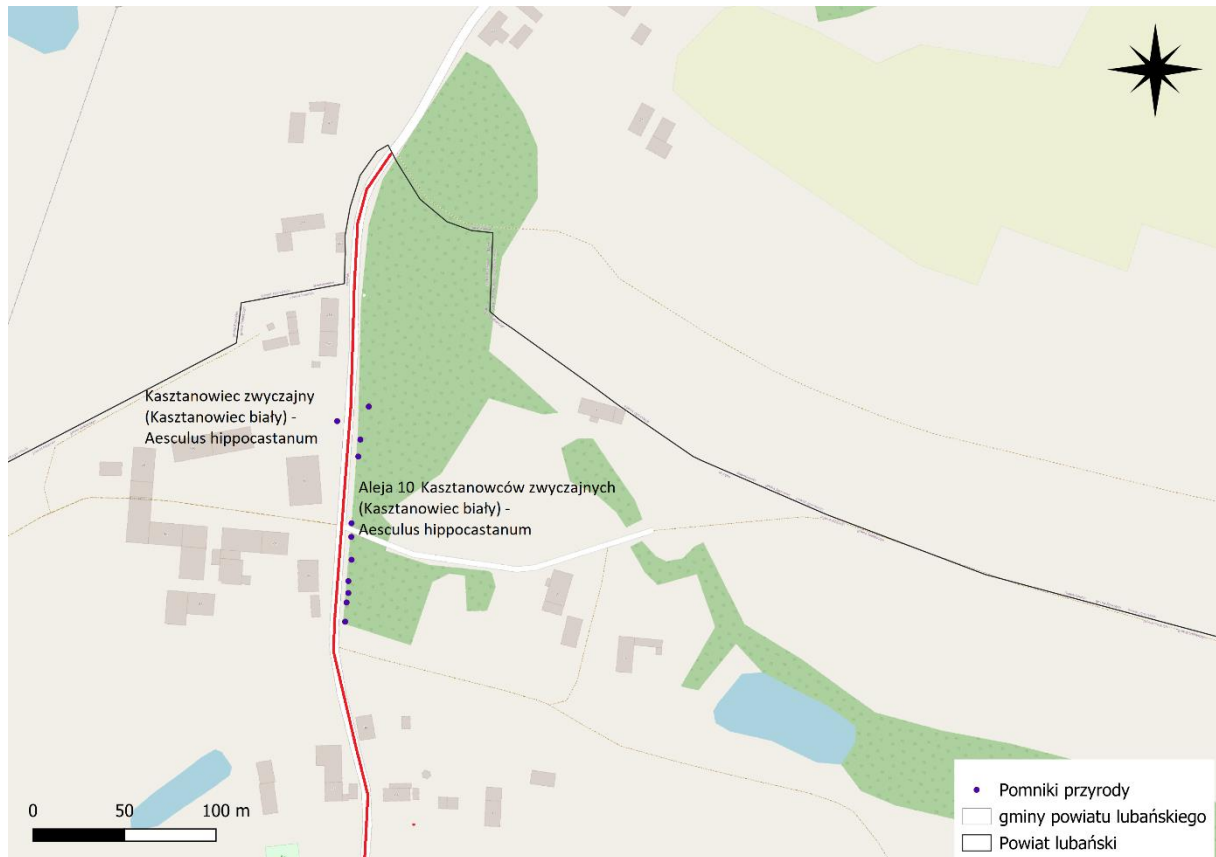 Kasztanowiec zwyczajny
(Kasztanowiec biały) -
Aesculus hippocastanum
Aleja 10 Kasztanowców zwyczajnych
(Kasztanowiec biały) -
Aesculus hippocastanum
0 50 100 m
Pomniki przyrody
gminy powiatu lubańskiego
Powiat lubański